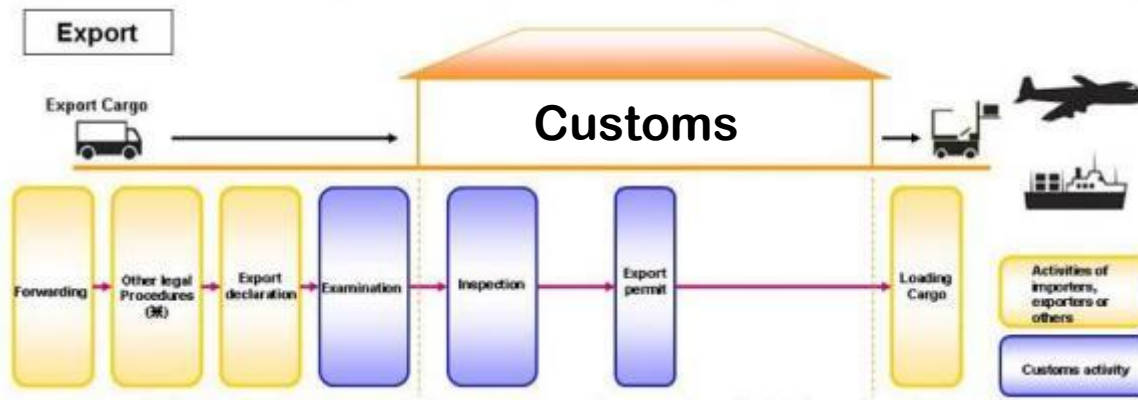 Export
Export Cargo
Customs
Forwarding
Other legal
Procedures
(※)
Export
declaration
Examination
Inspection
Export
permit
Loading
Cargo
Activities of
importers,
exporters or
others
Customs activity